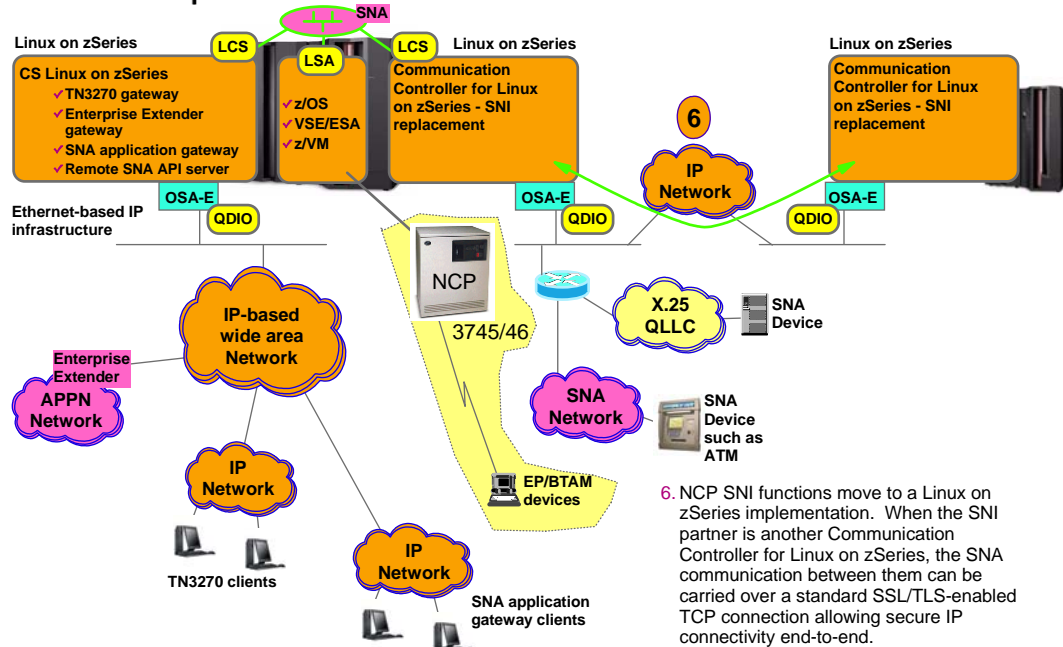 SNA
Linux on zSeries
LCS
LSA
LCS
Linux on zSeries
Linux on zSeries
CS Linux on zSeries
✓TN3270 gateway
✓Enterprise Extender
gateway
✓SNA application gateway
✓Remote SNA API server
✓z/OS
✓VSE/ESA
✓z/VM
Communication
Controller for Linux
on zSeries - SNI
replacement
Communication
Controller for Linux
on zSeries - SNI
replacement
6
IP
Network
OSA-E
QDIO
OSA-E
QDIO
OSA-E
QDIO
Ethernet-based IP
infrastructure
NCP
3745/46
X.25
QLLC
SNA
Device
IP-based
wide area
Network
Enterprise
Extender
APPN
Network
SNA
Network
SNA
Device
such as
ATM
IP
Network
EP/BTAM
devices
TN3270 clients
IP
Network
SNA application
gateway clients
6. NCP SNI functions move to a Linux on
zSeries implementation. When the SNI
partner is another Communication
Controller for Linux on zSeries, the SNA
communication between them can be
carried over a standard SSL/TLS-enabled
TCP connection allowing secure IP
connectivity end-to-end.